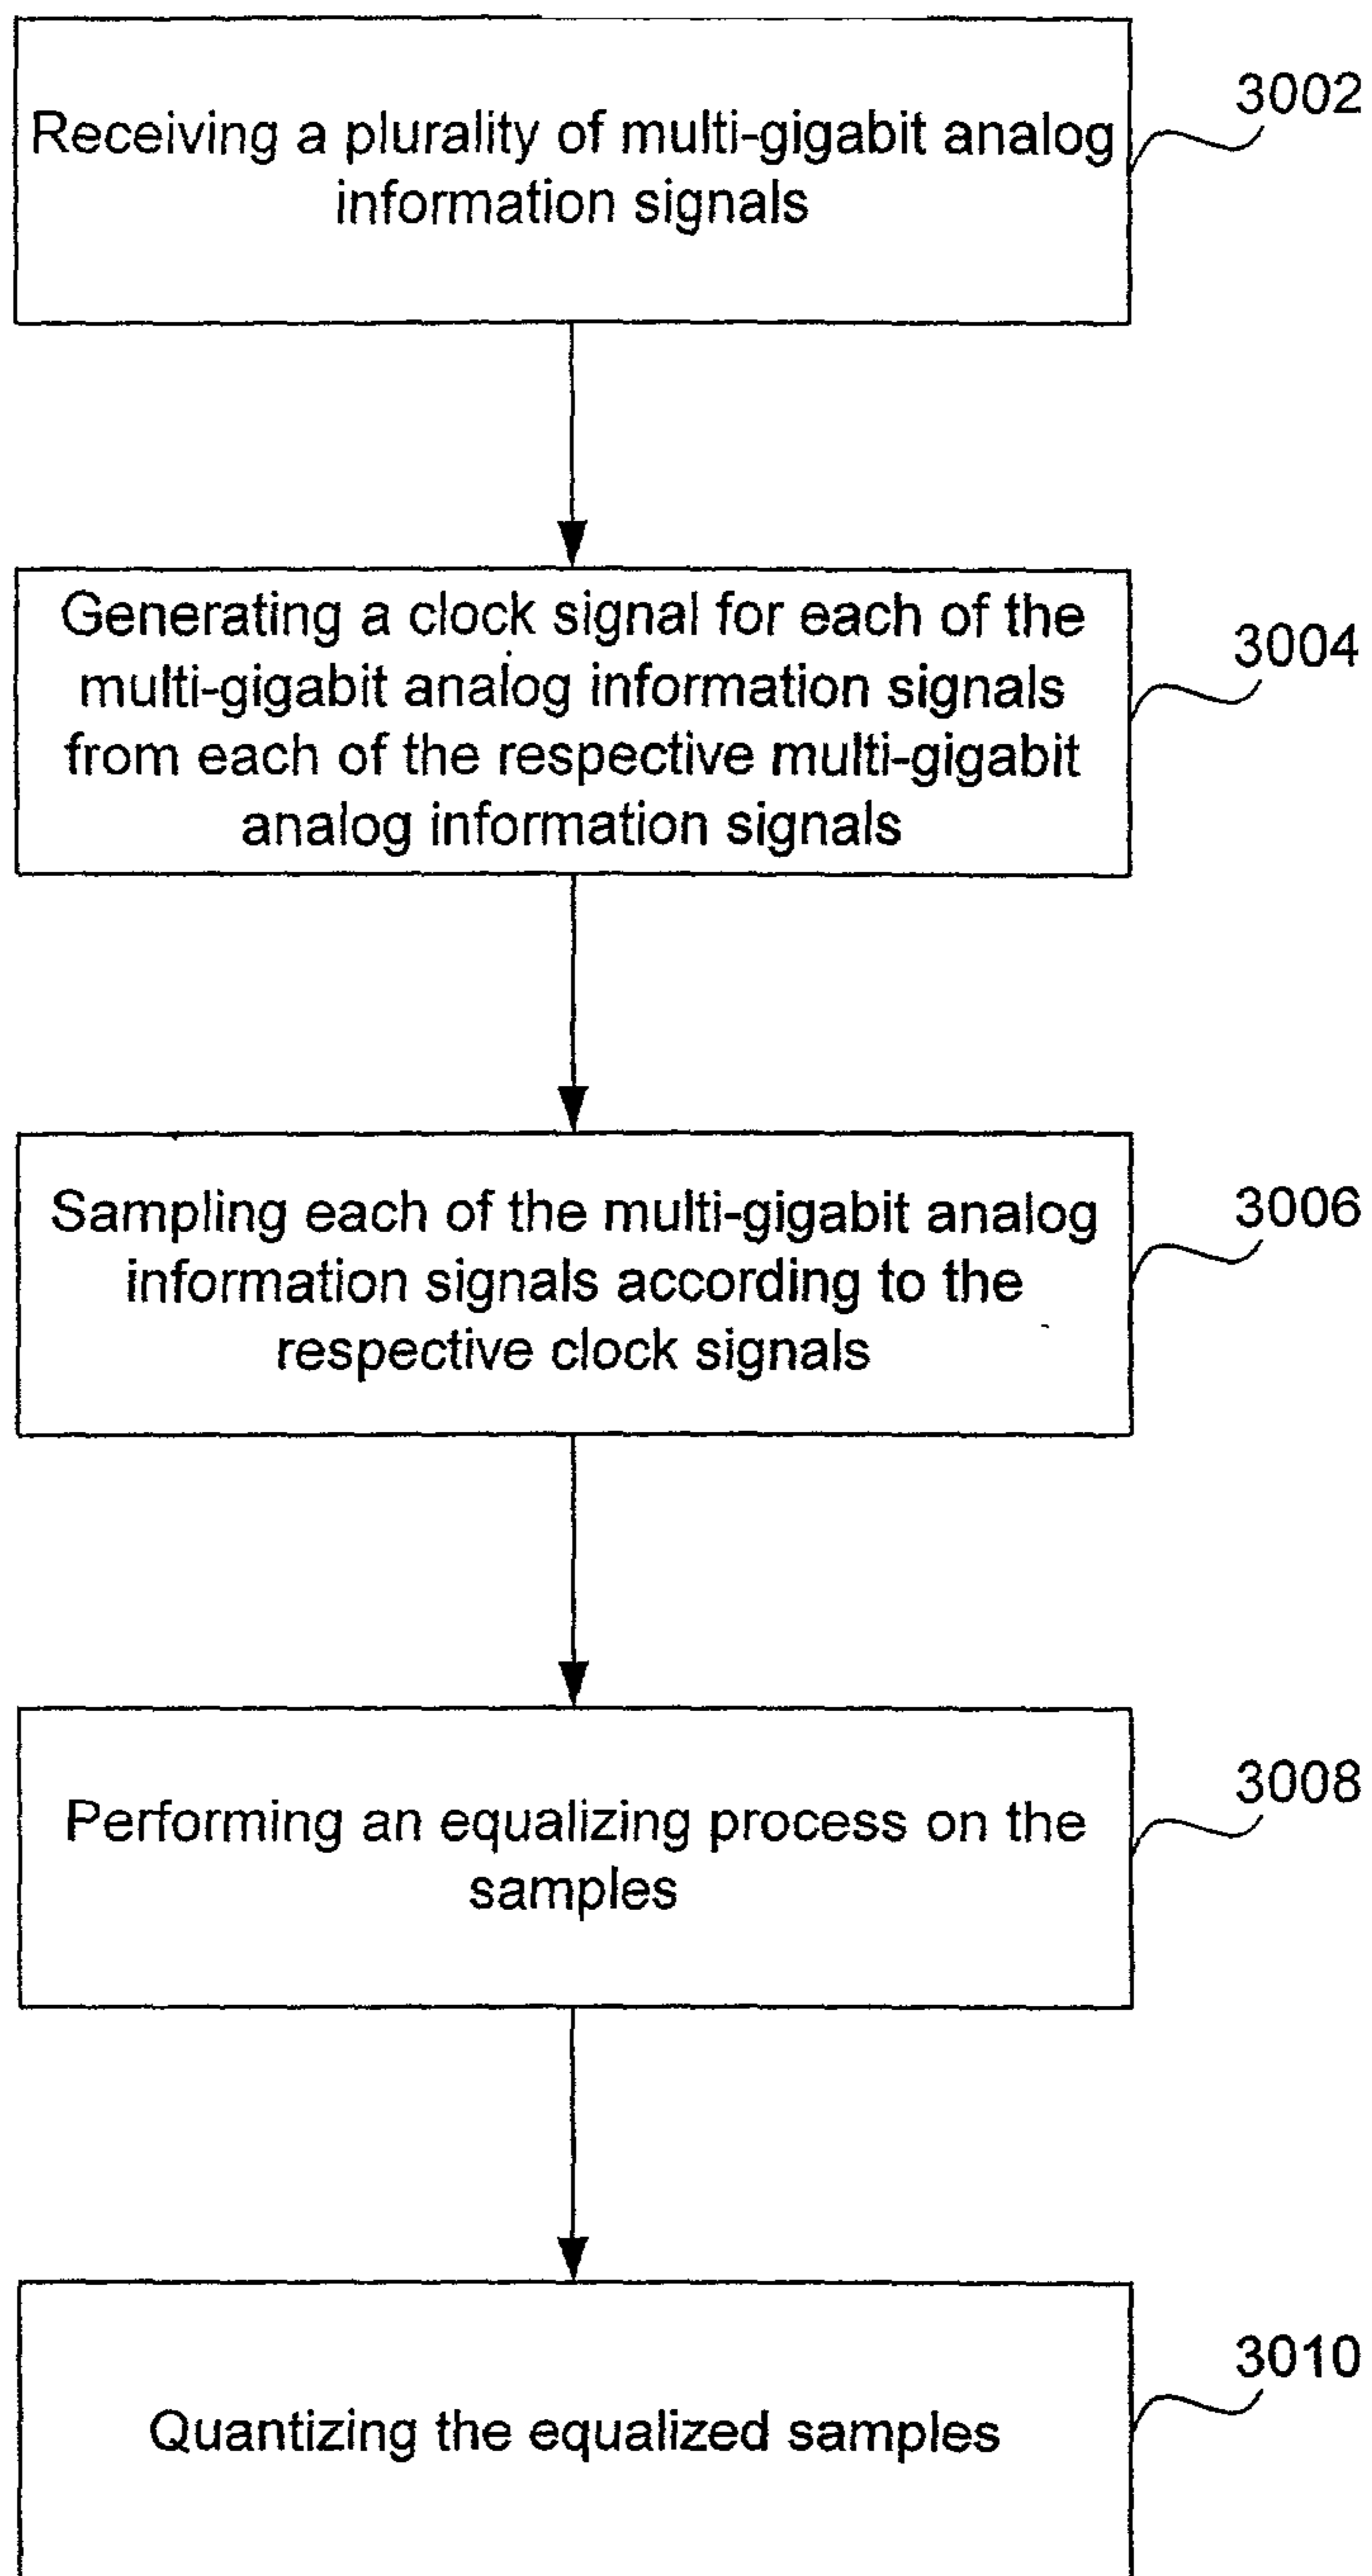 3002
Receiving a plurality of multi-gigabit analog
information signals
3004
Generating a clock signal for each of the
multi-gigabit analog information signals
from each of the respective multi-gigabit
analog information signals
3006
Sampling each of the multi-gigabit analog
information signals according to the
respective clock signals
3008
Performing an equalizing process on the
samples
3010
Quantizing the equalized samples